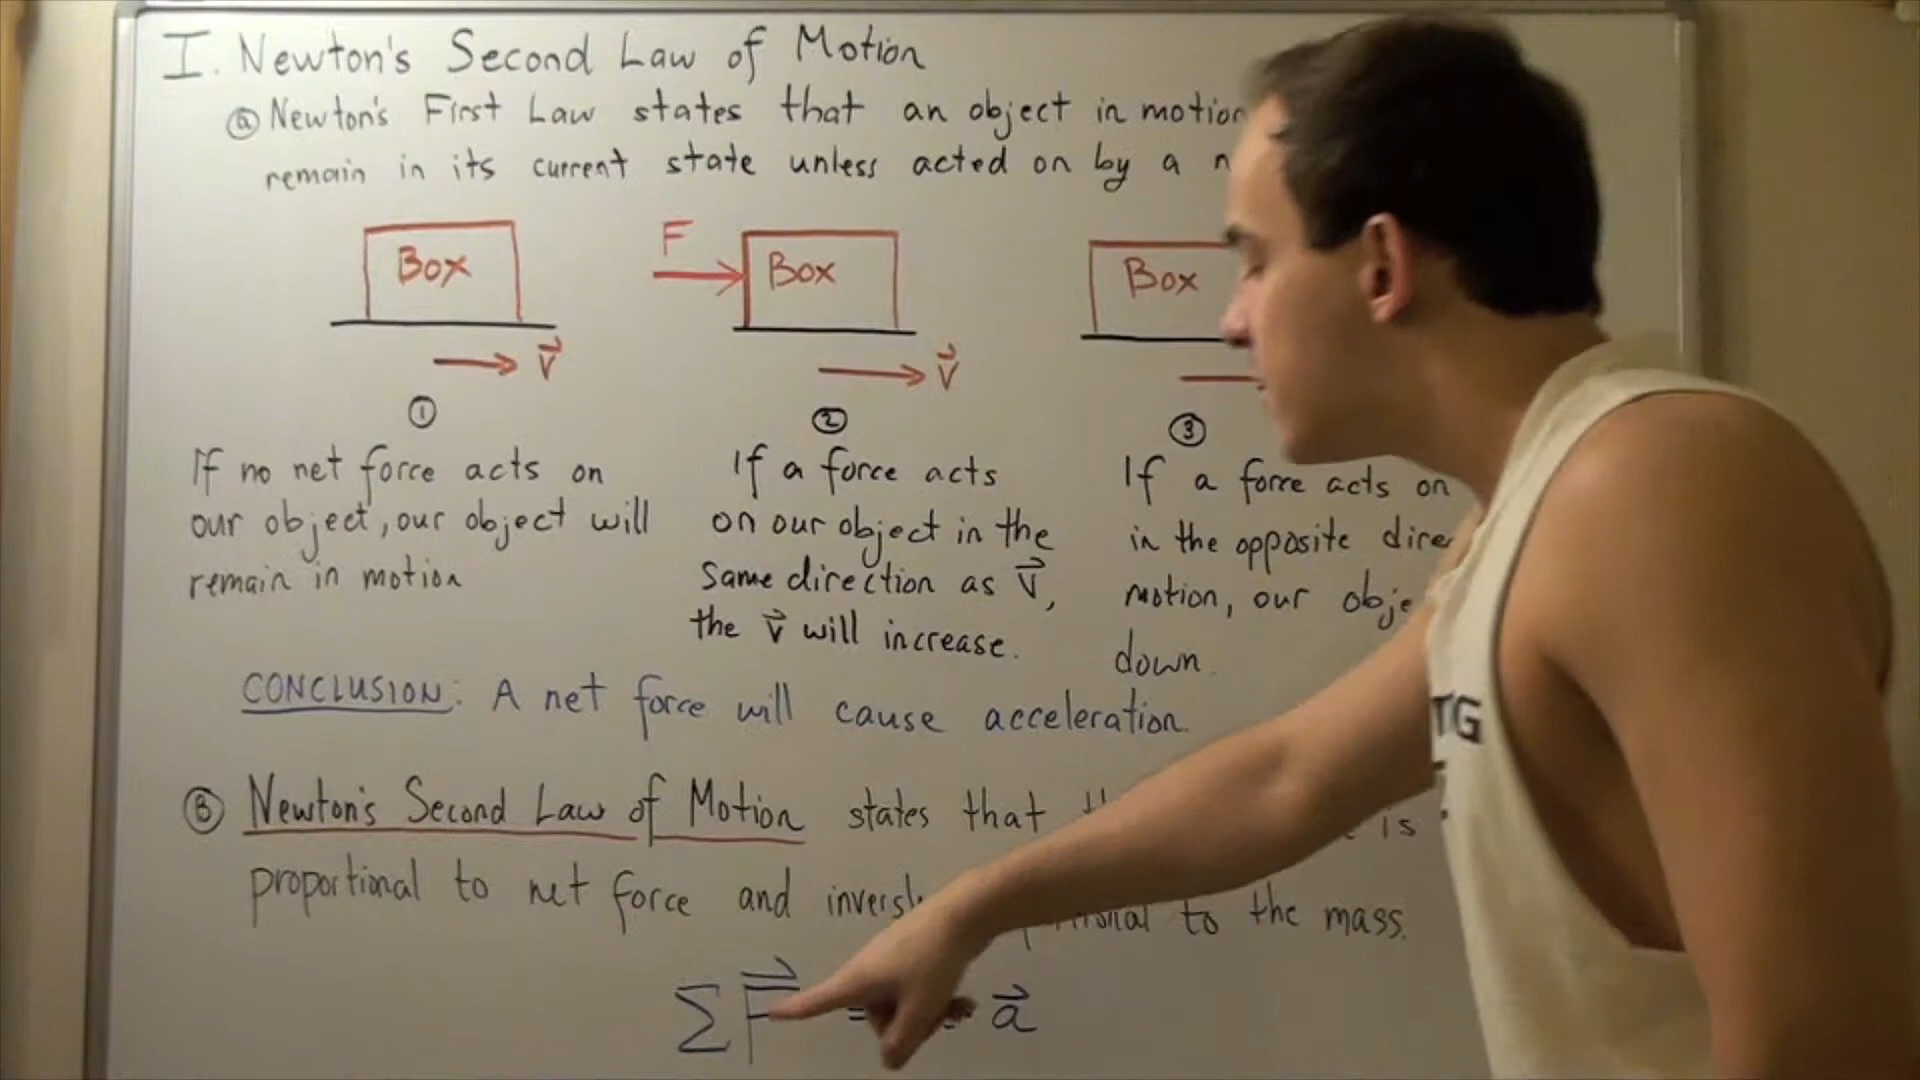 I. Newton's Second Law of Motion
ⓐ Newton's First Law states that an object in motion
remain in its current state unless acted on by a
Box
F
Box
Box
V⃗
V⃗
①
②
③
If no net force acts on
our object, our object will
remain in motion
If a force acts
on our object in the
same direction as V⃗,
the V⃗ will increase.
If a force acts on
in the opposite
motion, our
down.
CONCLUSION: A net force will cause acceleration.
Ⓑ Newton's Second Law of Motion states that is
proportional to net force and to the mass.
ΣF⃗ = a⃗
TG